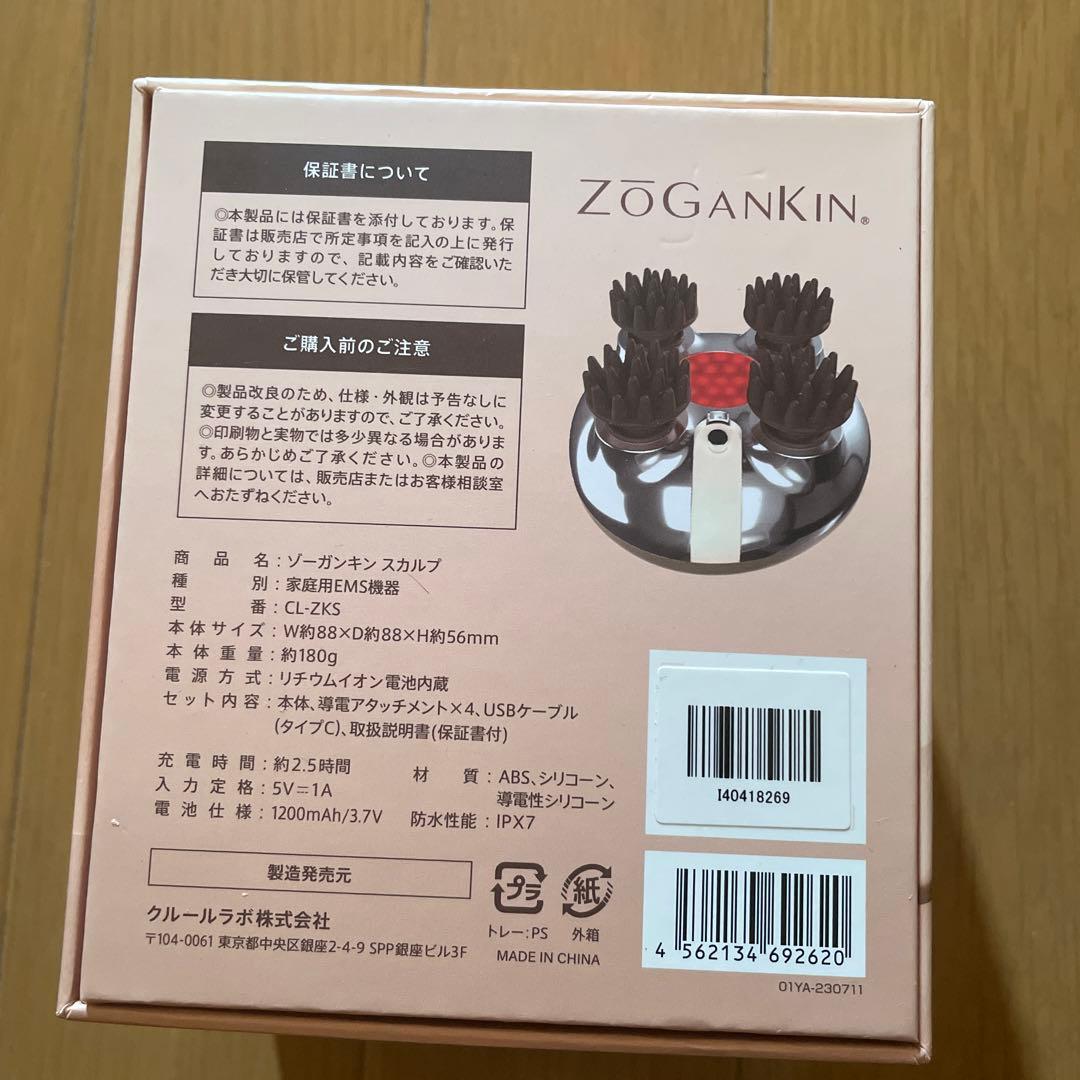 保証書について
◎本製品には保証書を添付しております。保
証書は販売店で所定事項を記入の上に発行
しておりますので、記載内容をご確認いた
だき大切に保管してください。
ZōGANKIN®
ご購入前のご注意
◎製品改良のため、仕様・外観は予告なしに
変更することがありますので、ご了承ください。
◎印刷物と実物では多少異なる場合がありま
す。あらかじめご了承ください。◎本製品の
詳細については、販売店またはお客様相談室
へおたずねください。
商品名：ゾーガンキン スカルプ
種別：家庭用EMS機器
型番：CL-ZKS
本体サイズ：W約88×D約88×H約56mm
本体重量：約180g
電源方式：リチウムイオン電池内蔵
セット内容：本体、導電アタッチメント×4、USBケーブル
(タイプC)、取扱説明書(保証書付)
充電時間：約2.5時間
入力定格：5V⎓1A
電池仕様：1200mAh/3.7V
材質：ABS、シリコーン、
導電性シリコーン
防水性能：IPX7
I40418269
製造発売元
クルールラボ株式会社
〒104-0061 東京都中央区銀座2-4-9 SPP銀座ビル3F
プラ
トレー：PS
紙
外箱
MADE IN CHINA
4 562134 692620
01YA-230711